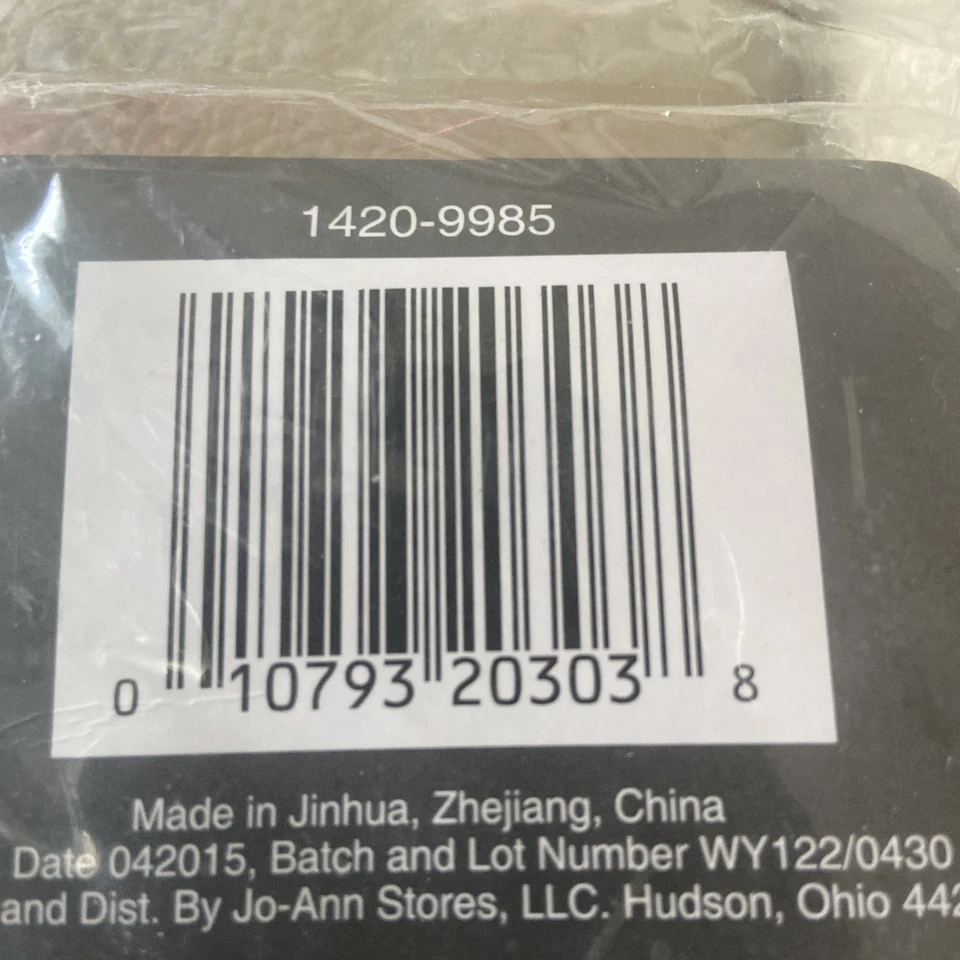 1420-9985
0 10793 20303 8
Made in Jinhua, Zhejiang, China
Date 042015, Batch and Lot Number WY122/0430
and Dist. By Jo-Ann Stores, LLC. Hudson, Ohio 442